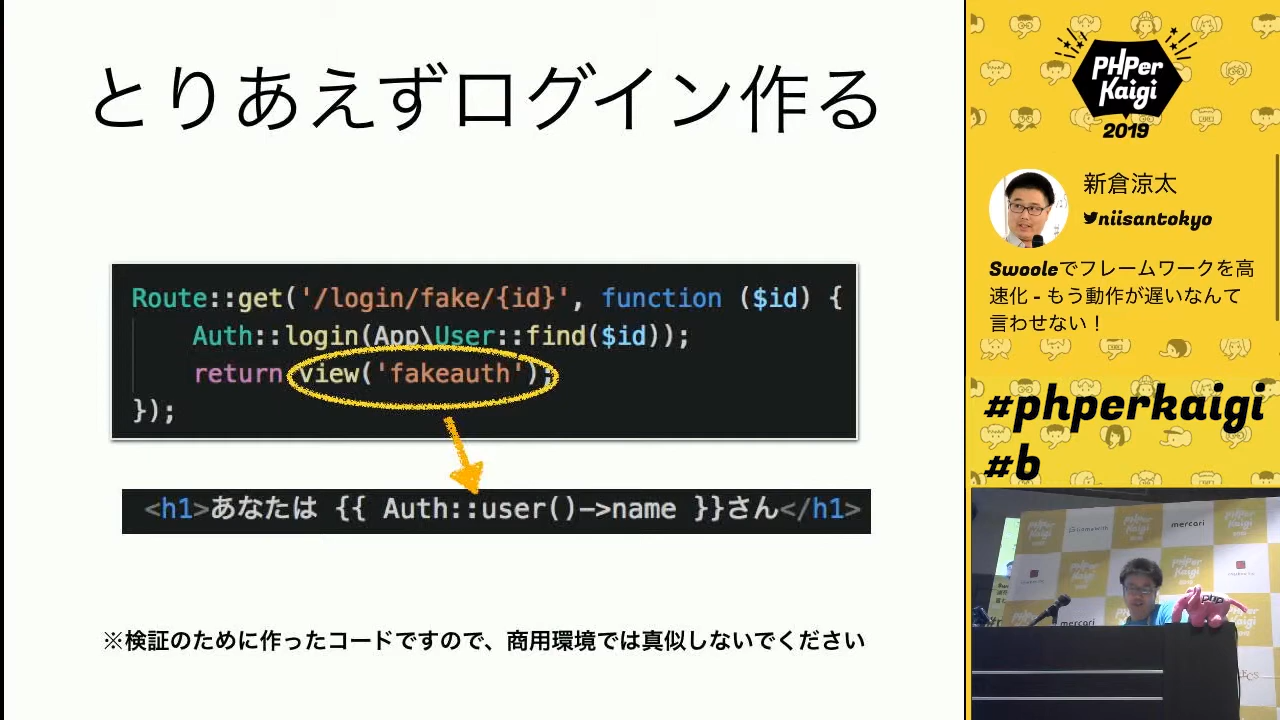 とりあえずログイン作る
Route::get('/login/fake/{id}', function ($id) {
Auth::login(App\User::find($id));
return view('fakeauth');
});
<h1>あなたは {{ Auth::user()->name }}さん</h1>
※検証のために作ったコードですので、商用環境では真似しないでください
PHPer
Kaigi
2019
新倉涼太
niisantokyo
Swooleでフレームワークを高
速化 - もう動作が遅いなんて
言わせない！
#phperkaigi
#b
mercari
PHPer
Kaigi
mercari
php